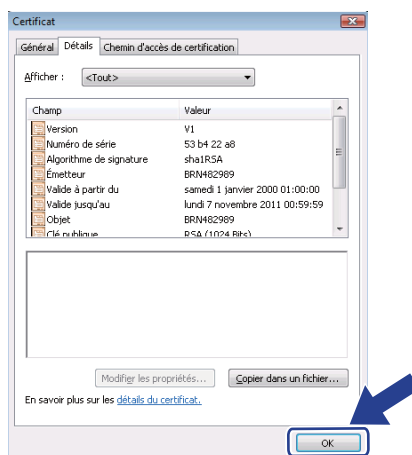 Certificat
Général Détails Chemin d'accès de certification
Afficher : <Tout>
Champ Valeur
Version V1
Numéro de série 53 b4 22 a8
Algorithme de signature sha1RSA
Émetteur BRN482989
Valide à partir du samedi 1 janvier 2000 01:00:00
Valide jusqu'au lundi 7 novembre 2011 00:59:59
Objet BRN482989
Clé publique RSA (1024 Bits)
Modifier les propriétés... Copier dans un fichier...
En savoir plus sur les détails du certificat.
OK